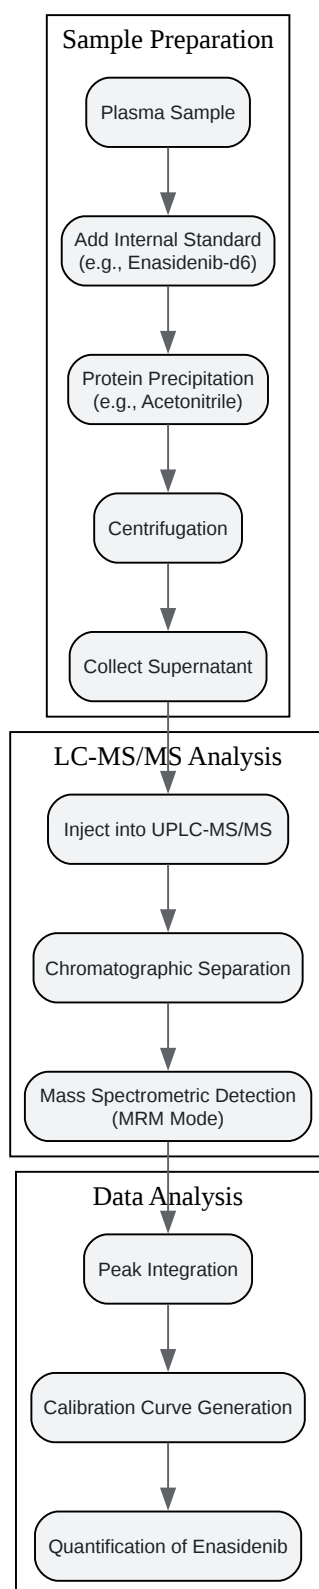 Sample Preparation
Plasma Sample
Add Internal Standard
(e.g., Enasidenib-d6)
Protein Precipitation
(e.g., Acetonitrile)
Centrifugation
Collect Supernatant
LC-MS/MS Analysis
Inject into UPLC-MS/MS
Chromatographic Separation
Mass Spectrometric Detection
(MRM Mode)
Data Analysis
Peak Integration
Calibration Curve Generation
Quantification of Enasidenib